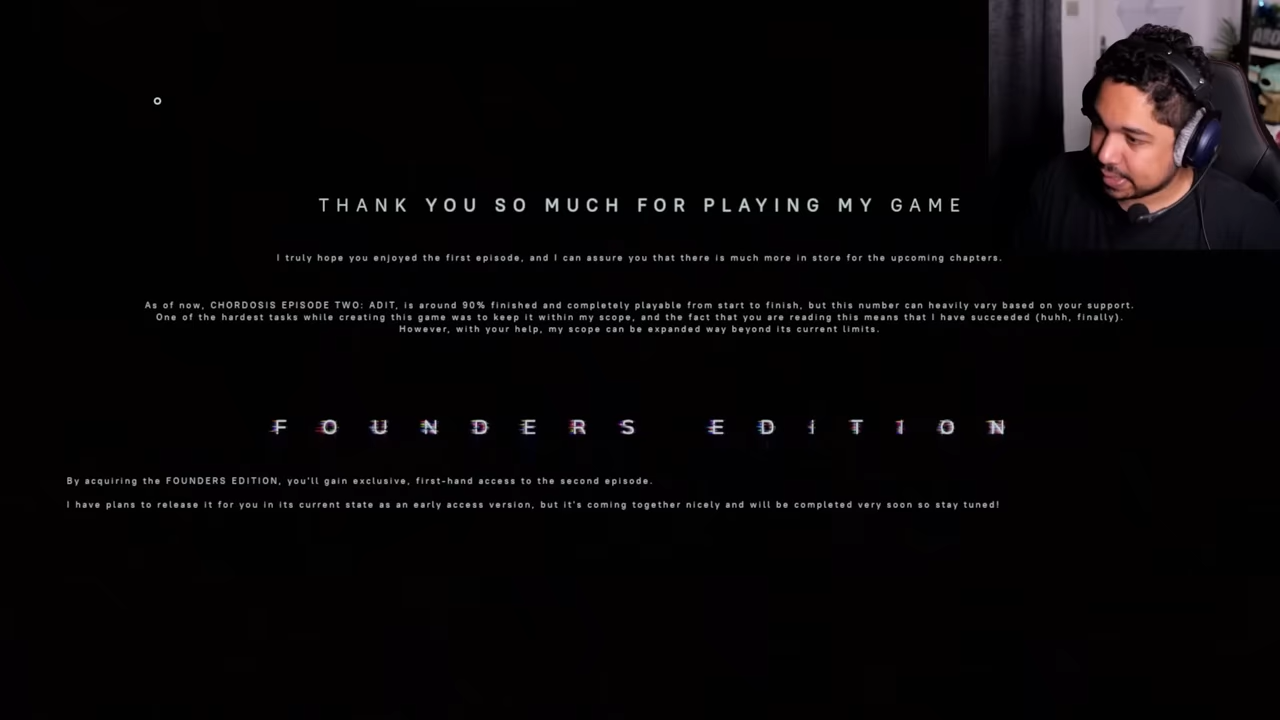 THANK YOU SO MUCH FOR PLAYING MY GAME
I truly hope you enjoyed the first episode, and I can assure you that there is much more in store for the upcoming chapters.
As of now, CHORDOSIS EPISODE TWO: ADIT, is around 90% finished and completely playable from start to finish, but this number can heavily vary based on your support.
One of the hardest tasks while creating this game was to keep it within my scope, and the fact that you are reading this means that I have succeeded (huhh, finally).
However, with your help, my scope can be expanded way beyond its current limits.
FOUNDERS EDITION
By acquiring the FOUNDERS EDITION, you'll gain exclusive, first-hand access to the second episode.
I have plans to release it for you in its current state as an early access version, but it's coming together nicely and will be completed very soon so stay tuned!